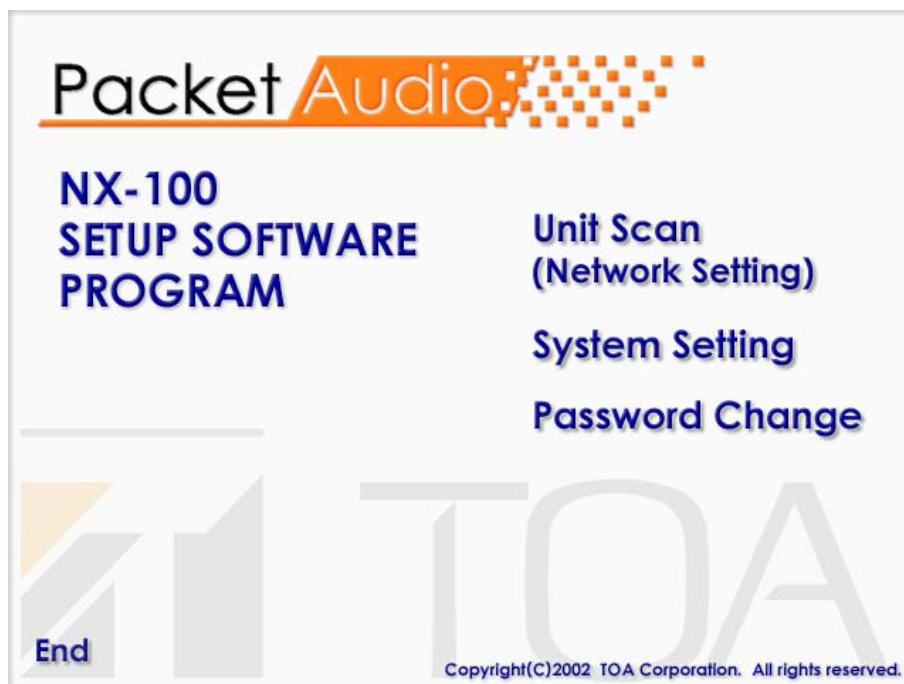 Packet Audio
NX-100
SETUP SOFTWARE
PROGRAM
Unit Scan
(Network Setting)
System Setting
Password Change
TOA
End
Copyright(C)2002 TOA Corporation. All rights reserved.